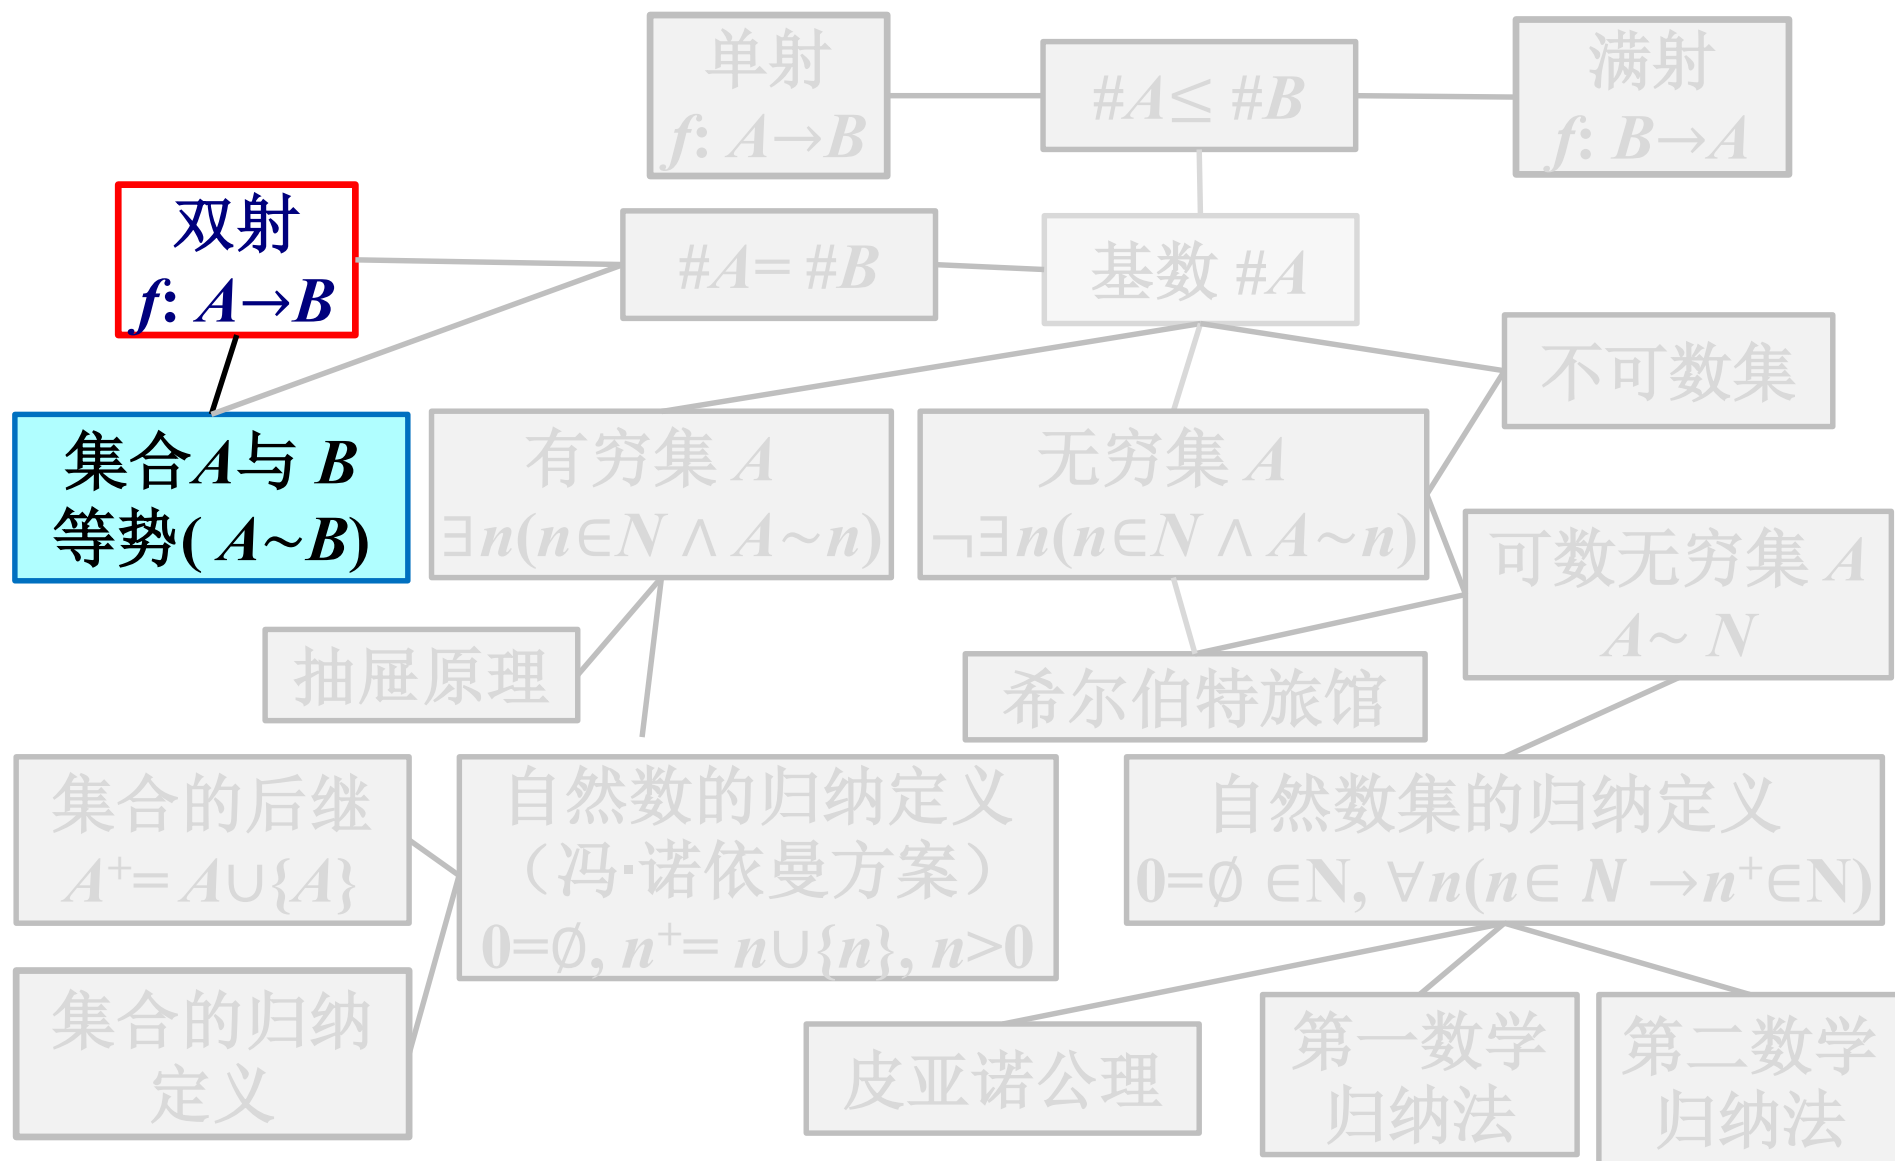 单射
f: A→B
#A≤ #B
满射
f: B→A
双射
f: A→B
#A= #B
基数 #A
不可数集
集合A与 B
等势( A~B)
有穷集 A
∃n(n∈N ∧ A~n)
无穷集 A
¬∃n(n∈N ∧ A~n)
可数无穷集 A
A~ N
抽屉原理
希尔伯特旅馆
集合的后继
A⁺= A∪{A}
自然数的归纳定义
（冯·诺依曼方案）
0=∅, n⁺= n∪{n}, n>0
自然数集的归纳定义
0=∅ ∈N, ∀n(n∈ N →n⁺∈N)
集合的归纳
定义
皮亚诺公理
第一数学
归纳法
第二数学
归纳法